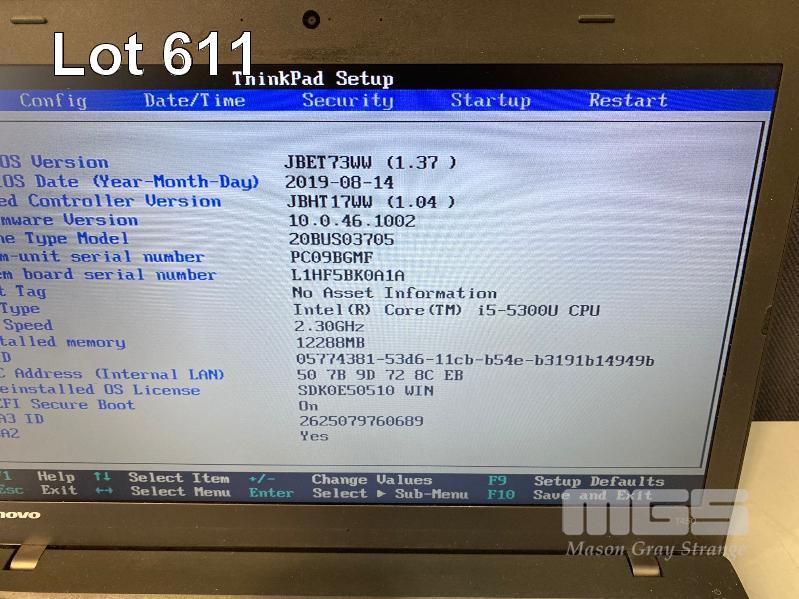 Lot 611
ThinkPad Setup
Config Date/Time Security Startup Restart
OS Version JBET73WW (1.37 )
IOS Date (Year-Month-Day) 2019-08-14
ed Controller Version JBHT17WW (1.04 )
mware Version 10.0.46.1002
ne Type Model 20BUS03705
m-unit serial number PC09BGMF
em board serial number L1HF5BK0A1A
t Tag No Asset Information
Type Intel(R) Core(TM) i5-5300U CPU
Speed 2.30GHz
talled memory 12288MB
ID 05774381-53d6-11cb-b54e-b3191b14949b
C Address (Internal LAN) 50 7B 9D 72 8C EB
einstalled OS License SDK0E50510 WIN
EFI Secure Boot On
A3 ID 2625079760689
A2 Yes
F1 Help ↑↓ Select Item +/- Change Values F9 Setup Defaults
Esc Exit ←→ Select Menu Enter Select ▶ Sub-Menu F10 Save and Exit
novo
MGS
Mason Gray Strange